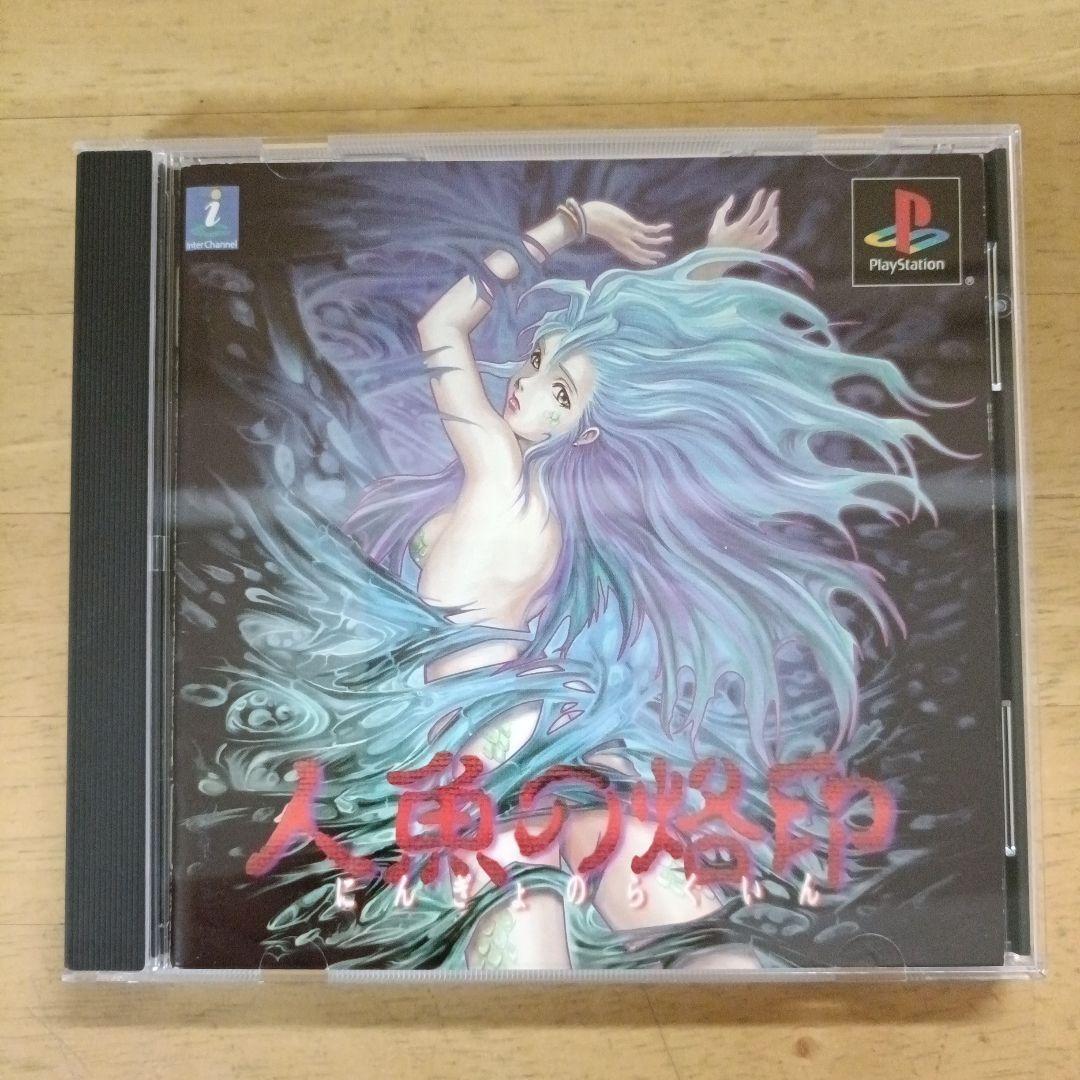 i
InterChannel
PlayStation
®
人魚の烙印
にんぎょのらくいん